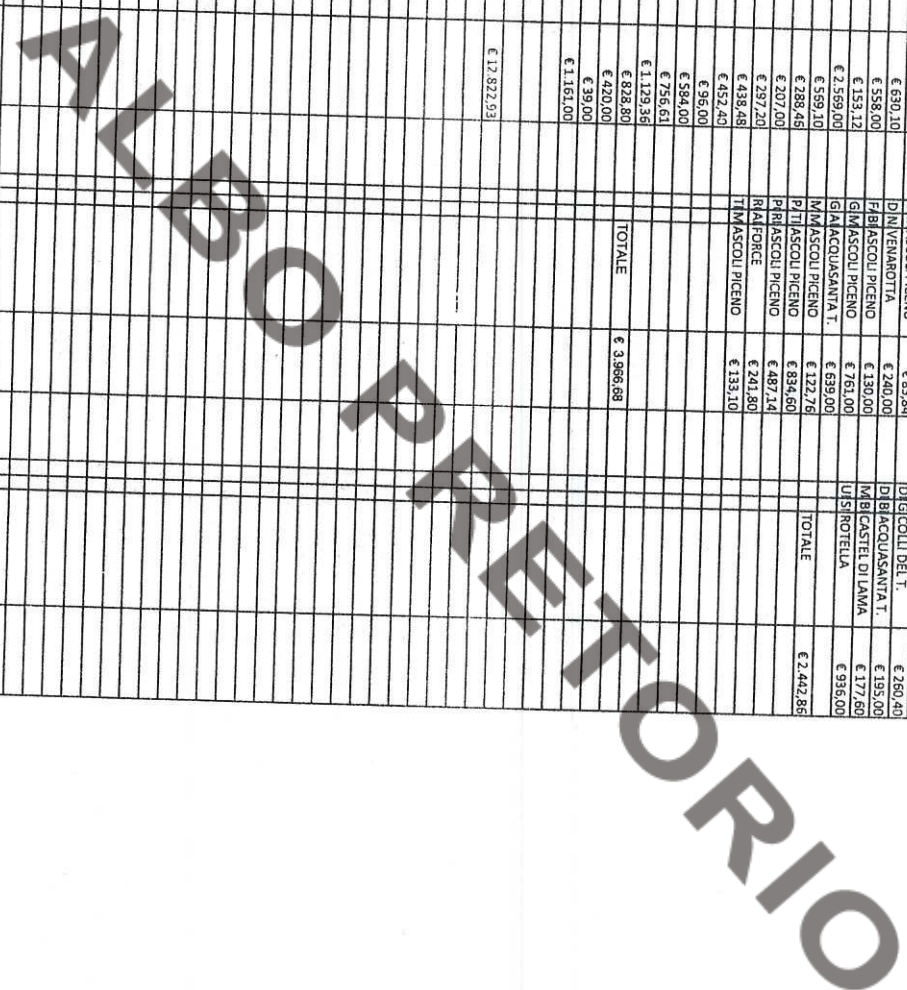 € 630,10
€ 558,00
€ 153,12
€ 2.569,00
€ 569,10
€ 288,46
€ 207,00
€ 297,20
€ 438,48
€ 452,40
€ 96,00
€ 584,00
€ 756,61
€ 1.129,36
€ 828,80
€ 420,00
€ 39,00
€ 1.161,00
€ 12.822,93
D N VENAROTTA € 240,00
F B ASCOLI PICENO € 130,00
G M ASCOLI PICENO € 761,00
G A ACQUASANTA T. € 639,00
M M ASCOLI PICENO € 122,76
P T ASCOLI PICENO € 834,60
P R ASCOLI PICENO € 487,14
R A FORCE € 241,80
T M ASCOLI PICENO € 133,10
TOTALE € 3.966,68
D G COLLI DEL T. € 260,40
D B ACQUASANTA T. € 195,00
M B CASTEL DI LAMA € 177,60
U S ROTELLA € 936,00
TOTALE € 2.442,86
ALBO PRETORIO